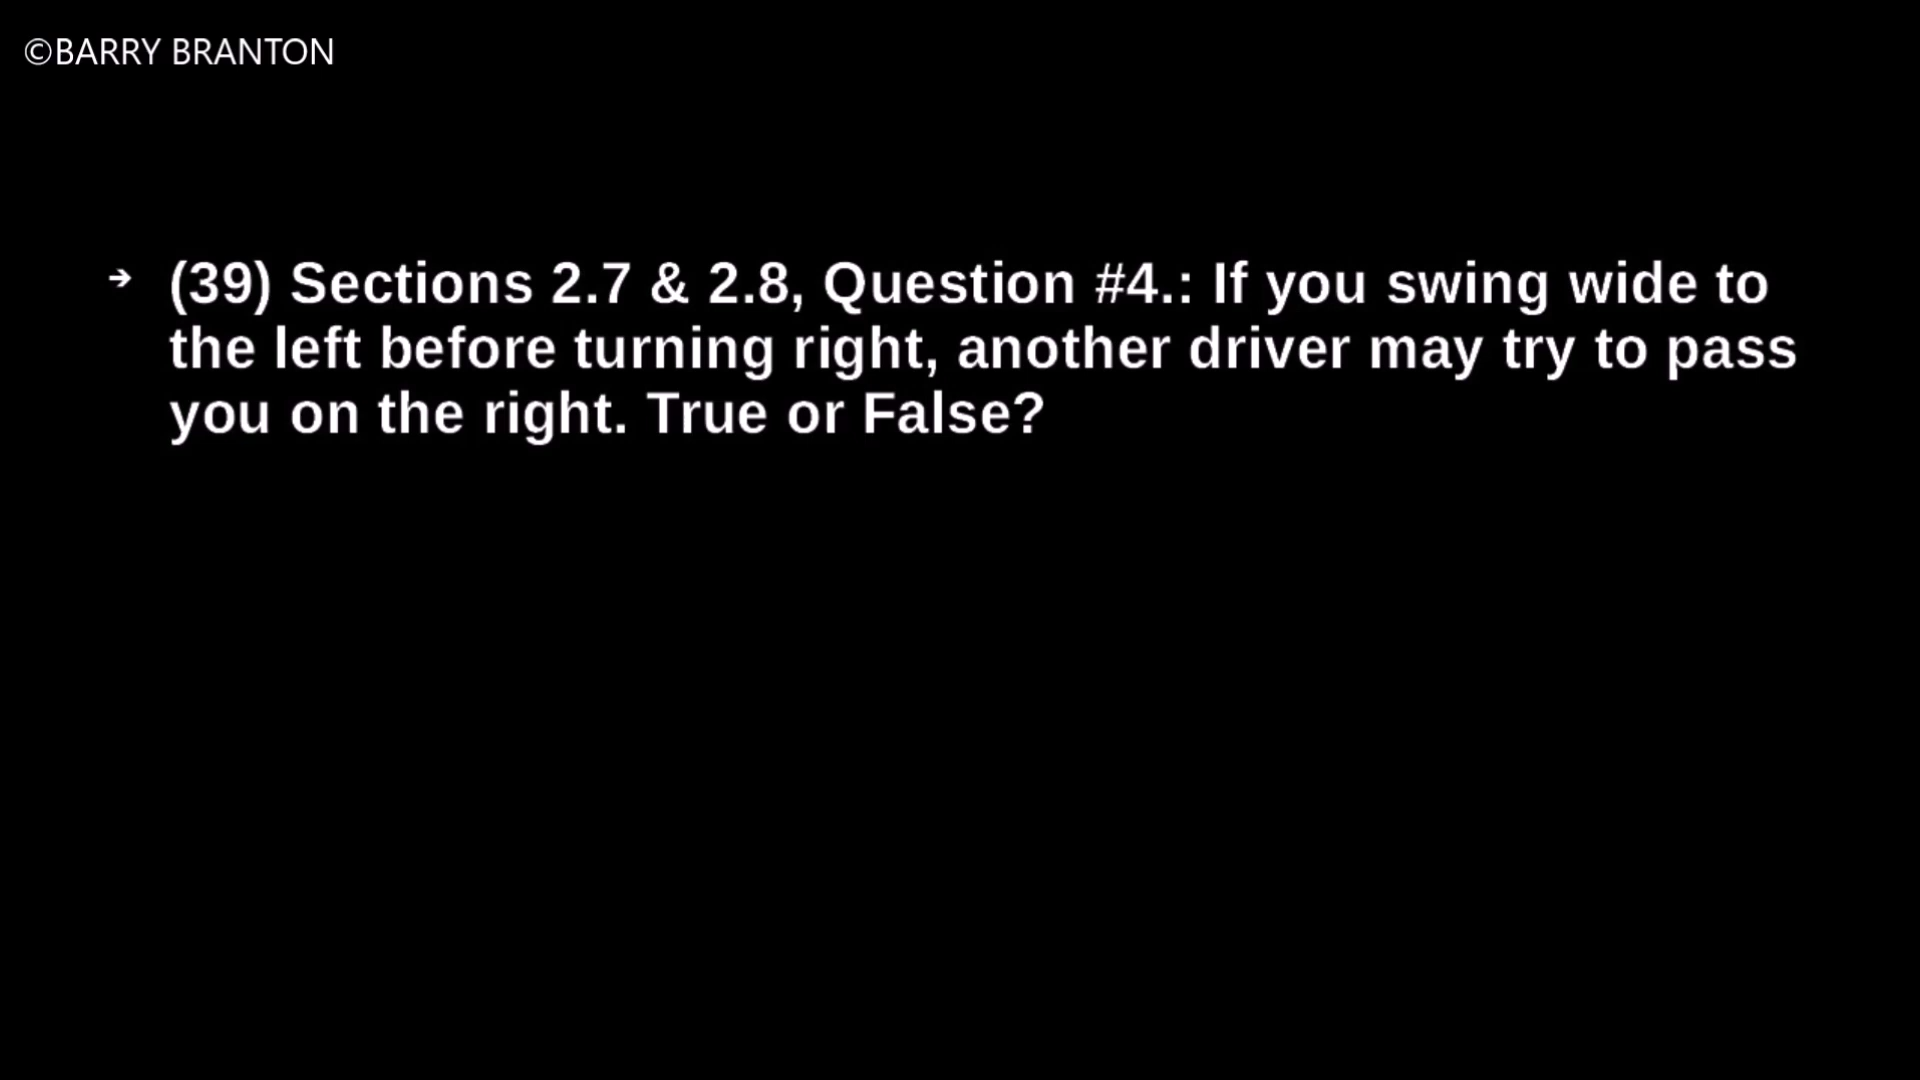 ©BARRY BRANTON
➔ (39) Sections 2.7 & 2.8, Question #4.: If you swing wide to
the left before turning right, another driver may try to pass
you on the right. True or False?